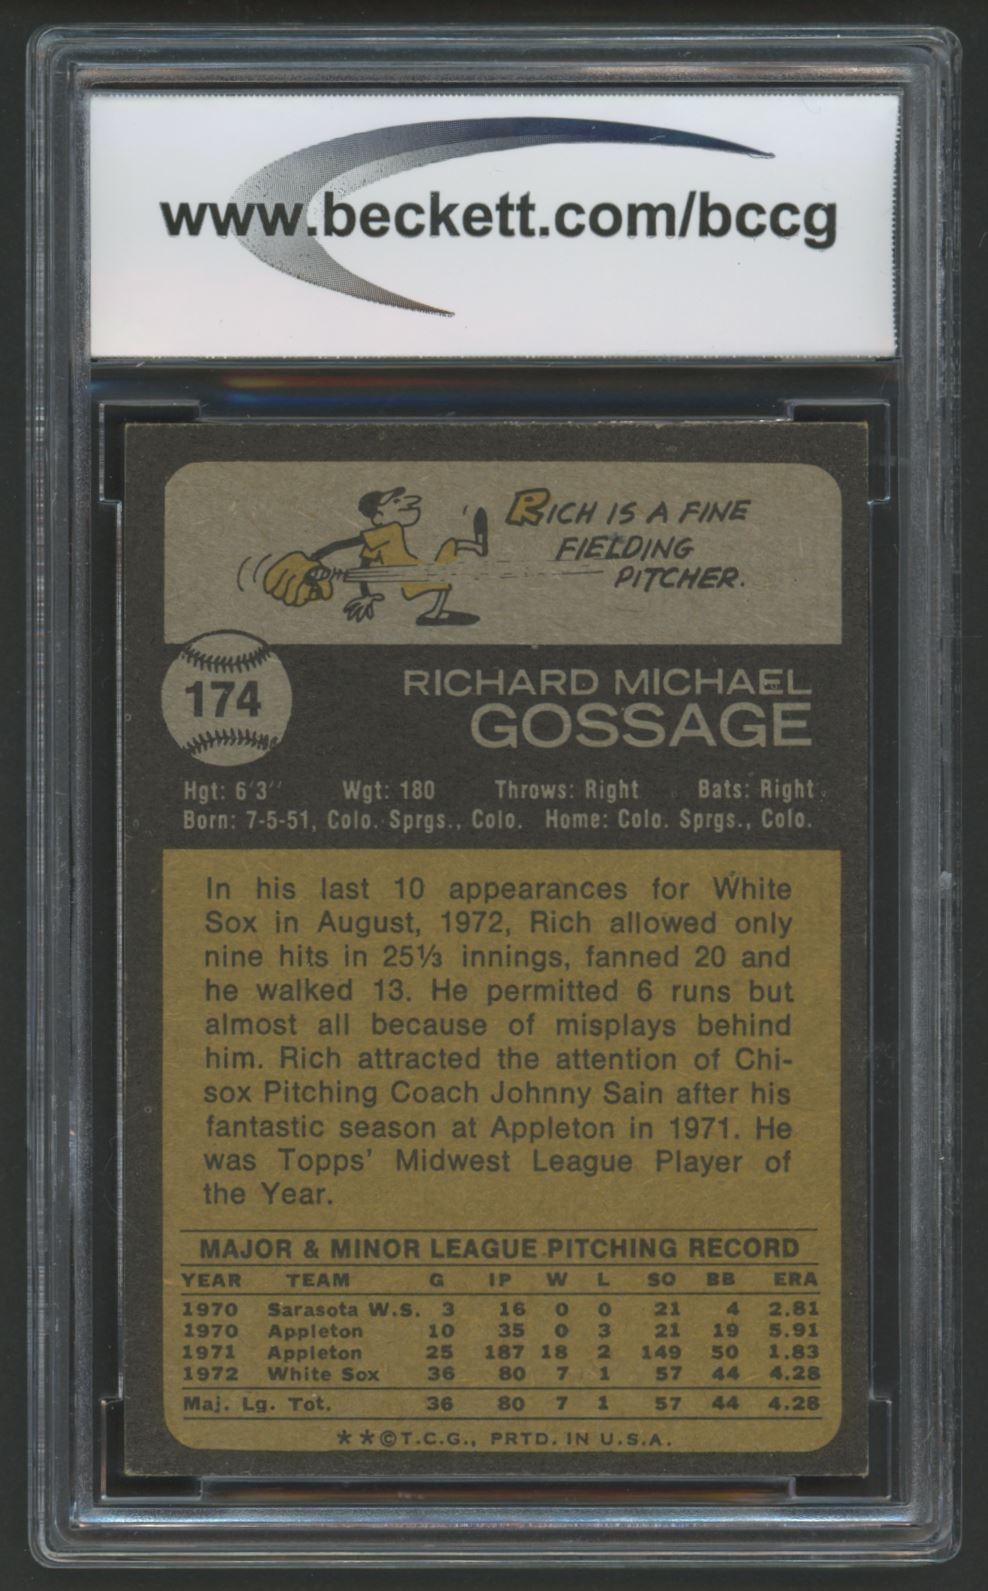 www.beckett.com/bccg
RICH IS A FINE
FIELDING
PITCHER.
174
RICHARD MICHAEL
GOSSAGE
Hgt: 6'3" Wgt: 180 Throws: Right Bats: Right
Born: 7-5-51, Colo. Sprgs., Colo. Home: Colo. Sprgs., Colo.
In his last 10 appearances for White
Sox in August, 1972, Rich allowed only
nine hits in 25⅓ innings, fanned 20 and
he walked 13. He permitted 6 runs but
almost all because of misplays behind
him. Rich attracted the attention of Chi-
sox Pitching Coach Johnny Sain after his
fantastic season at Appleton in 1971. He
was Topps' Midwest League Player of
the Year.
MAJOR & MINOR LEAGUE PITCHING RECORD
YEAR TEAM G IP W L SO BB ERA
1970 Sarasota W.S. 3 16 0 0 21 4 2.81
1970 Appleton 10 35 0 3 21 19 5.91
1971 Appleton 25 187 18 2 149 50 1.83
1972 White Sox 36 80 7 1 57 44 4.28
Maj. Lg. Tot. 36 80 7 1 57 44 4.28
**©T.C.G., PRTD. IN U.S.A.